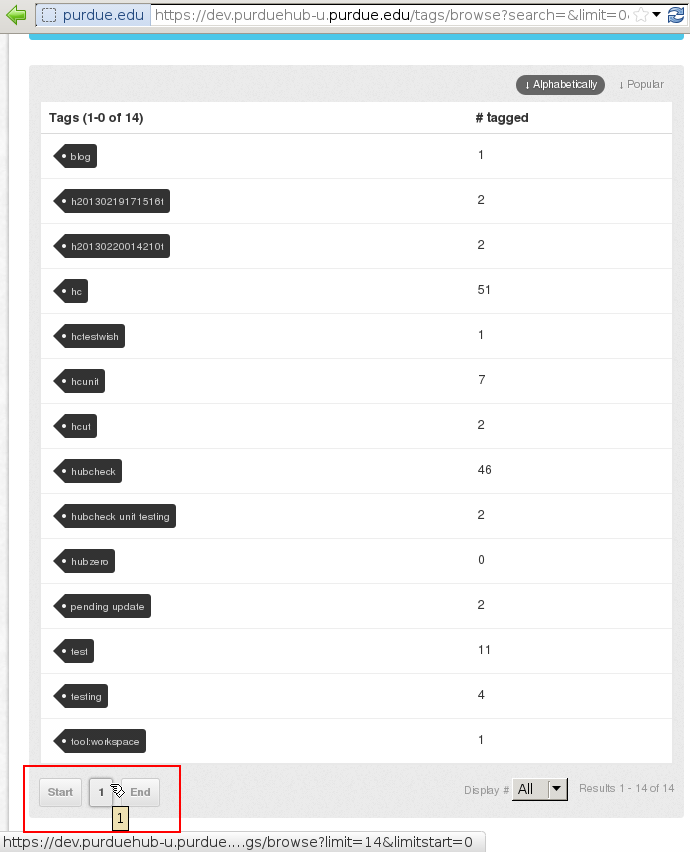 purdue.edu https://dev.purduehub-u.purdue.edu/tags/browse?search=&limit=0
↓ Alphabetically ↓ Popular
Tags (1-0 of 14) # tagged
blog 1
h20130219171516t 2
h20130220014210t 2
hc 51
hctestwish 1
hcunit 7
hcut 2
hubcheck 46
hubcheck unit testing 2
hubzero 0
pending update 2
test 11
testing 4
tool:workspace 1
Start 1 End Display # All Results 1 - 14 of 14
1
https://dev.purduehub-u.purdue....gs/browse?limit=14&limitstart=0